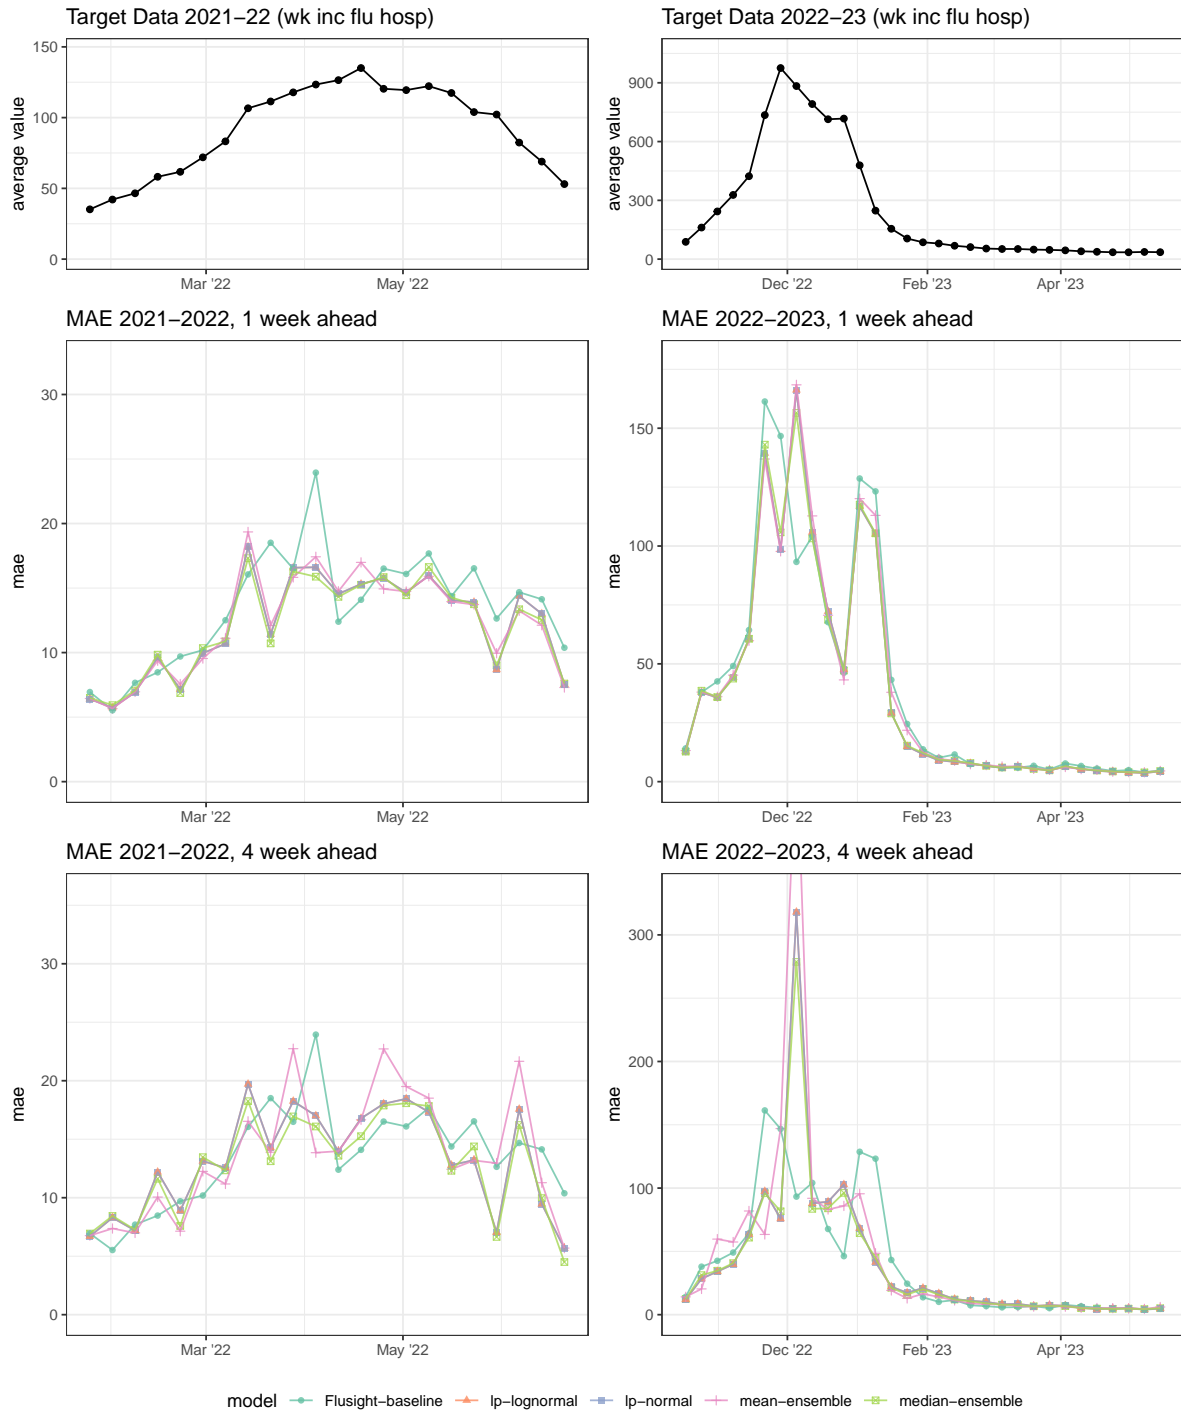 Target Data 2021−22 (wk inc flu hosp)
150
100
50
0
average value
Mar '22
May '22
Target Data 2022−23 (wk inc flu hosp)
900
600
300
0
average value
Dec '22
Feb '23
Apr '23
MAE 2021−2022, 1 week ahead
30
20
10
0
mae
Mar '22
May '22
MAE 2022−2023, 1 week ahead
150
100
50
0
mae
Dec '22
Feb '23
Apr '23
MAE 2021−2022, 4 week ahead
30
20
10
0
mae
Mar '22
May '22
MAE 2022−2023, 4 week ahead
300
200
100
0
mae
Dec '22
Feb '23
Apr '23
model Flusight−baseline lp−lognormal lp−normal mean−ensemble median−ensemble